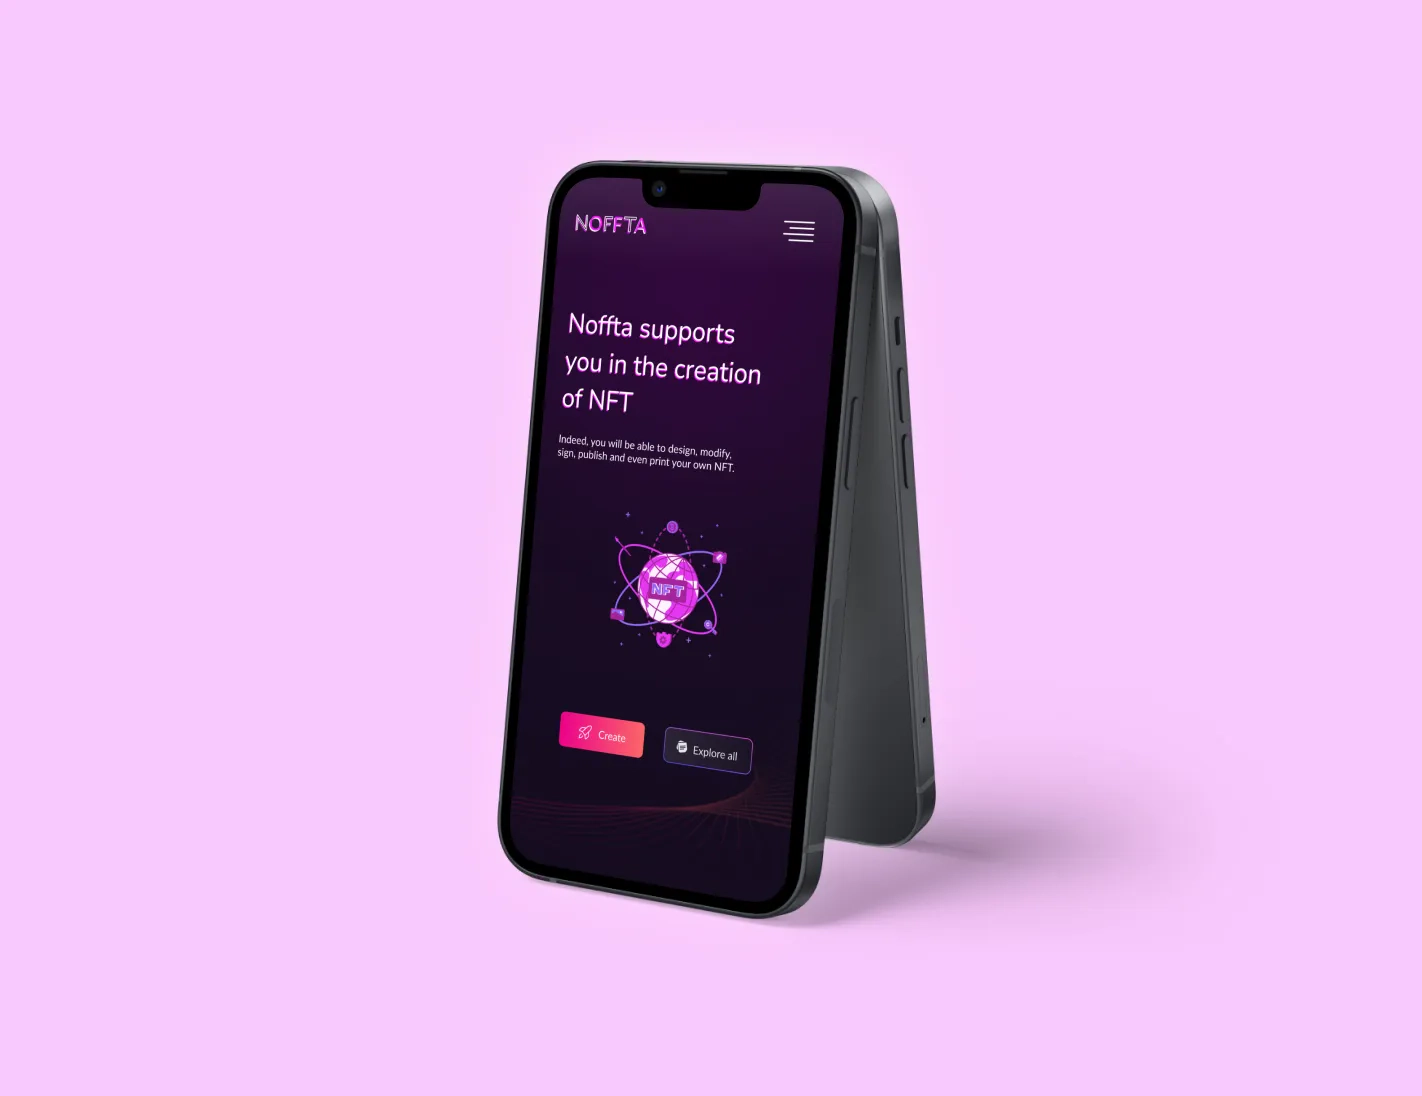 NOFFTA
Noffta supports
you in the creation
of NFT
Indeed, you will be able to design, modify,
sign, publish and even print your own NFT.
NFT
Create
Explore all